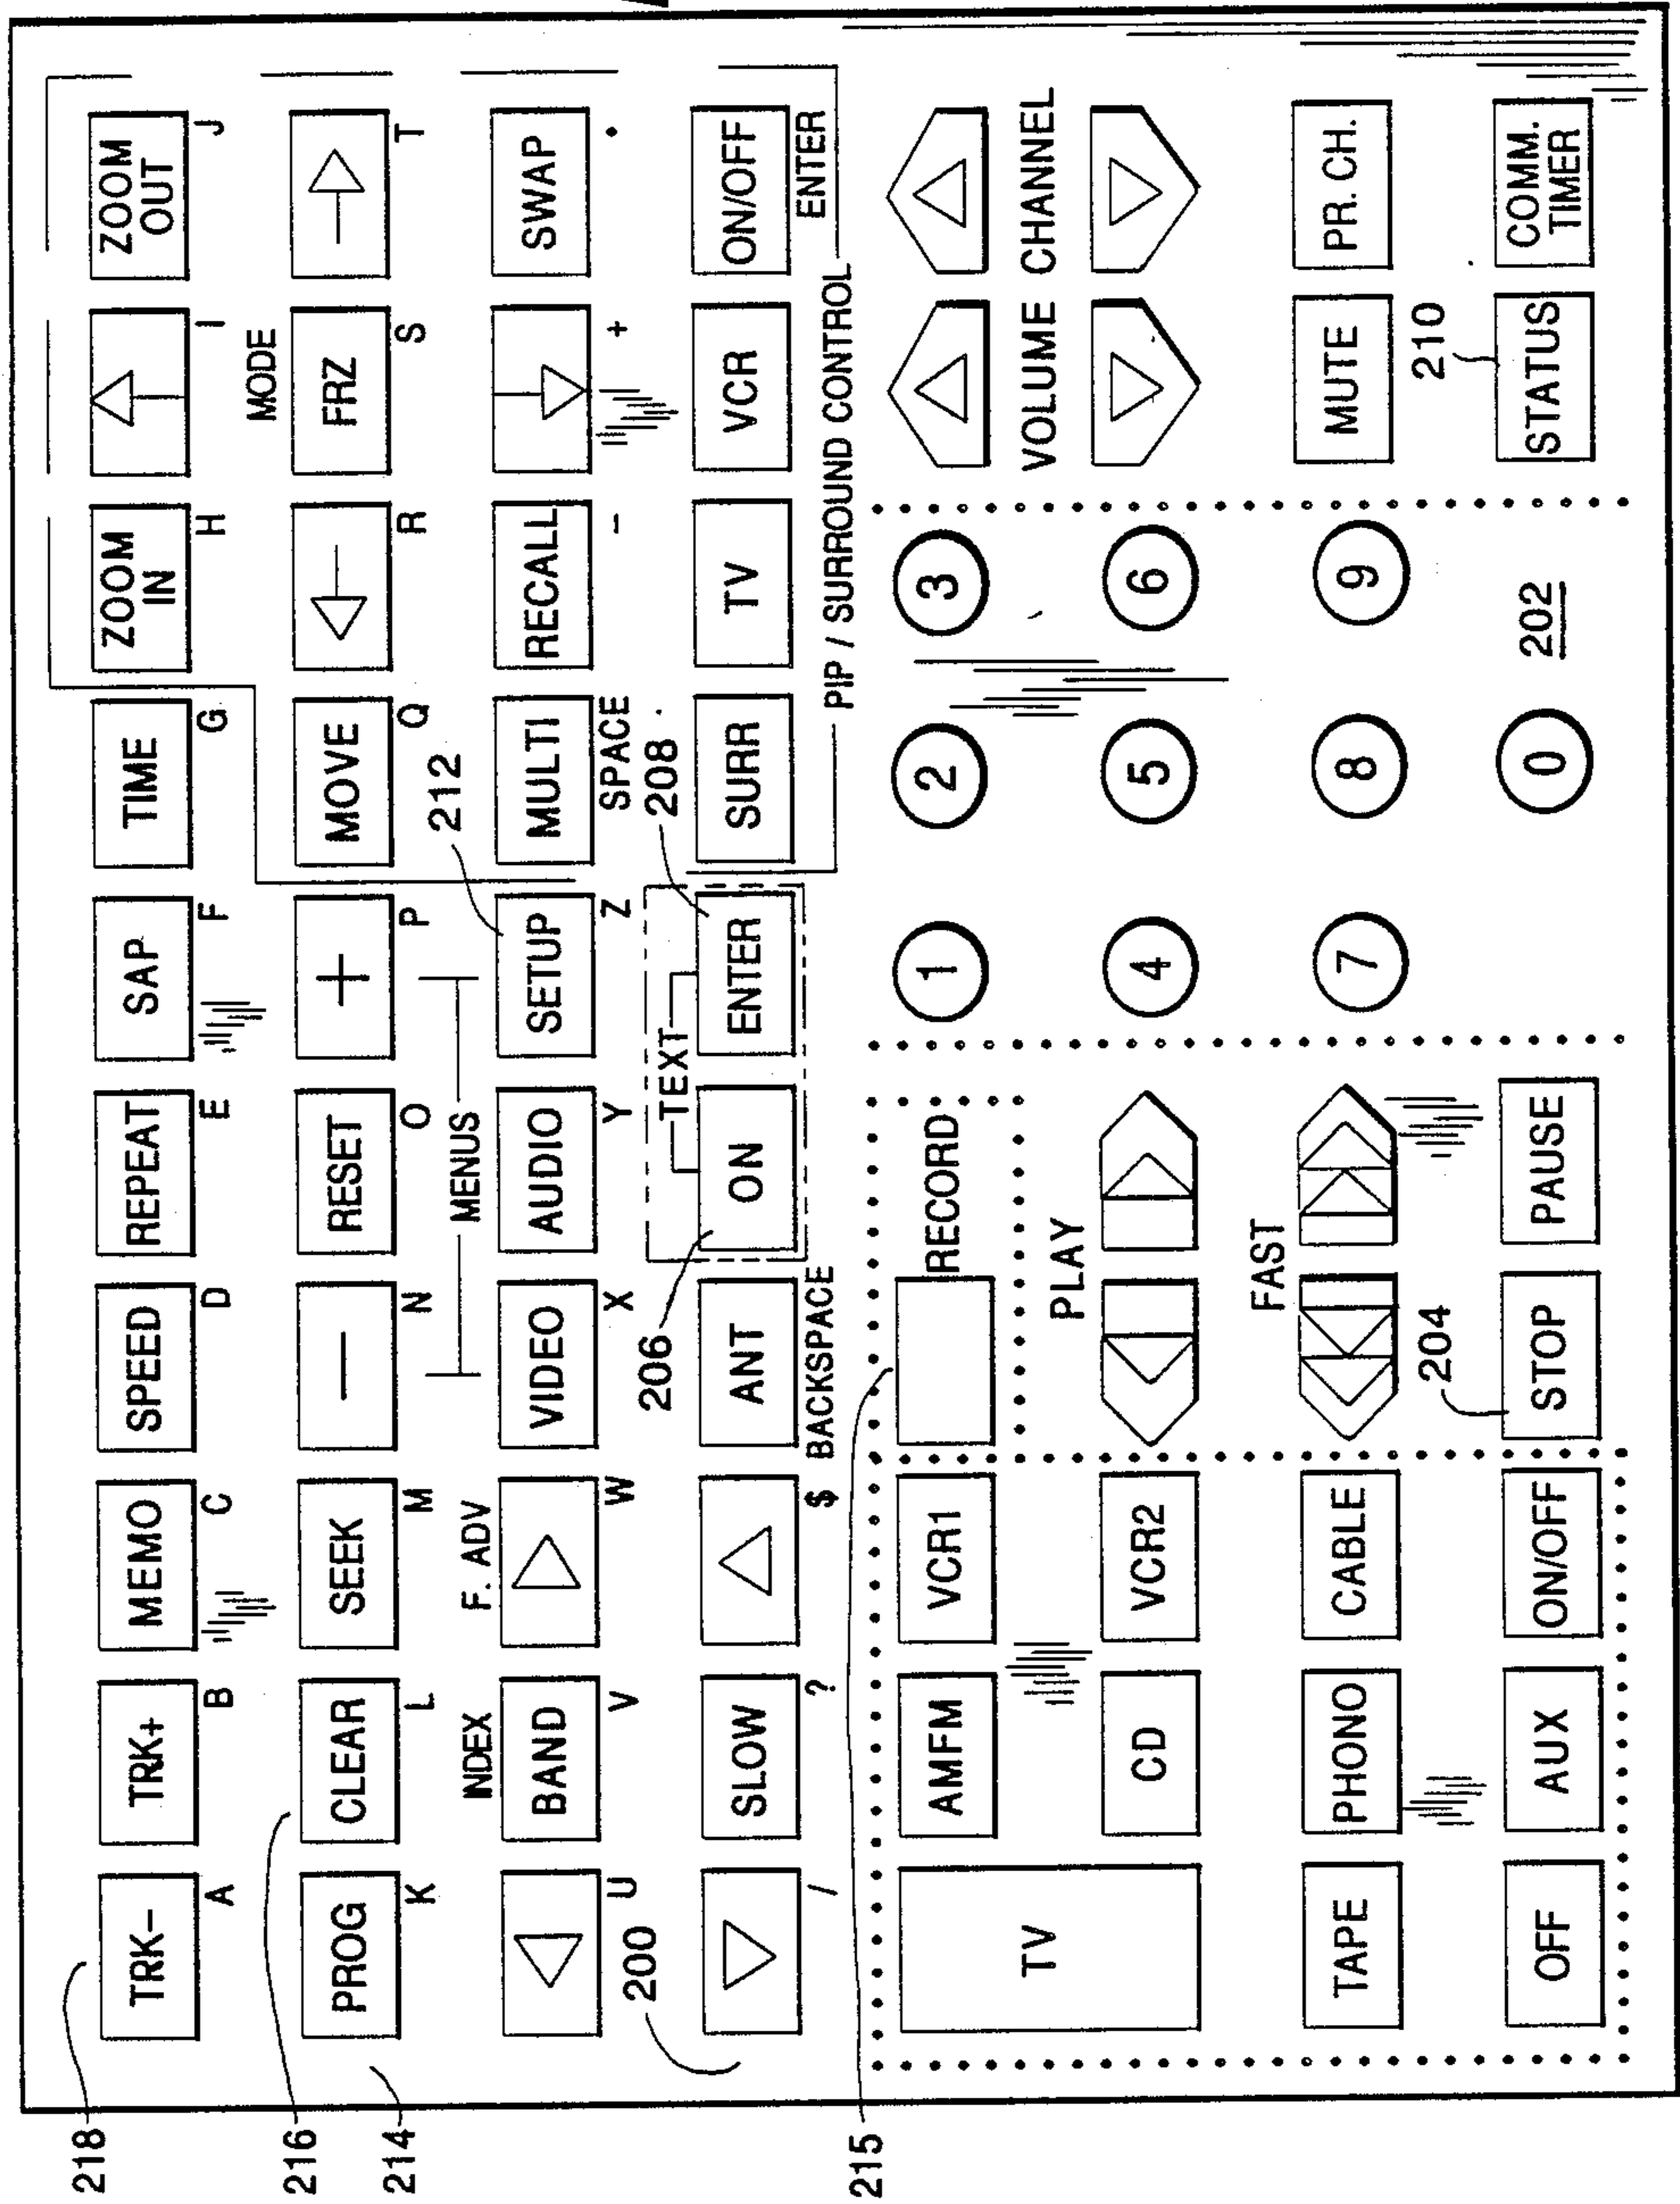 218
TRK− TRK+ MEMO SPEED REPEAT SAP TIME ZOOM IN ZOOM OUT
A B C D E F G H I J
216
214
MODE
PROG CLEAR SEEK − RESET + MOVE FRZ
K L M N O P Q R S T
INDEX F. ADV MENUS 212
BAND VIDEO AUDIO SETUP MULTI RECALL SWAP
U V W X Y Z SPACE − + •
200 206 TEXT 208
SLOW ANT ON ENTER SURR TV VCR ON/OFF
/ ? $ BACKSPACE ENTER
PIP / SURROUND CONTROL
215
TV AMFM VCR1 RECORD 1 2 3
PLAY VOLUME CHANNEL
CD VCR2 4 5 6
FAST
TAPE PHONO CABLE 7 8 9 MUTE PR. CH.
204 210
OFF AUX ON/OFF STOP PAUSE 0 202 STATUS COMM. TIMER